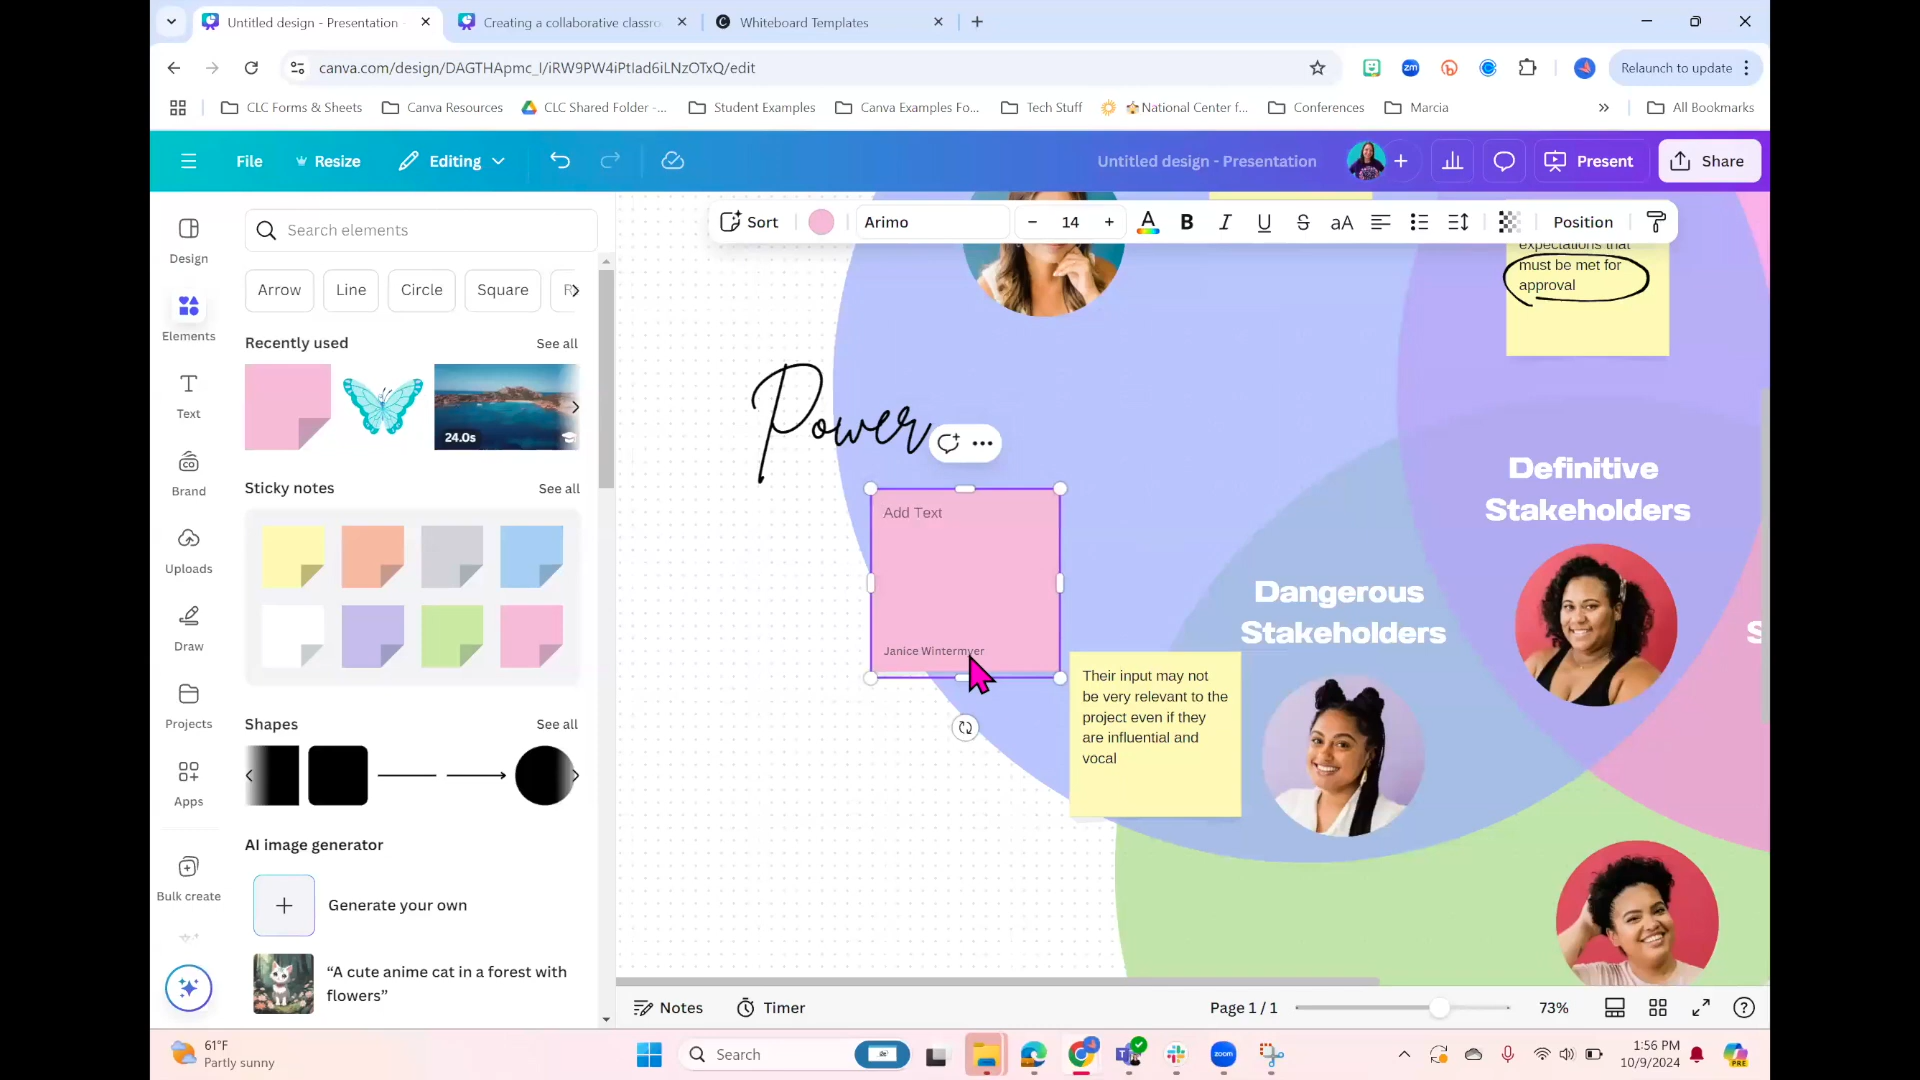 Untitled design - Presentation -
Creating a collaborative classro
Whiteboard Templates
canva.com/design/DAGTHApmc_I/iRW9PW4iPtIad6iLNzOTxQ/edit
Relaunch to update
CLC Forms & Sheets
Canva Resources
CLC Shared Folder -...
Student Examples
Canva Examples Fo...
Tech Stuff
National Center f...
Conferences
Marcia
All Bookmarks
File
Resize
Editing
Untitled design - Presentation
Present
Share
Sort
Arimo
14
Position
Design
Elements
Text
Brand
Uploads
Draw
Projects
Apps
Bulk create
Search elements
Arrow
Line
Circle
Square
Recently used
See all
24.0s
Sticky notes
See all
Shapes
See all
AI image generator
Generate your own
“A cute anime cat in a forest with
flowers”
expectations that
must be met for
approval
Power
Add Text
Janice Wintermyer
Definitive
Stakeholders
Dangerous
Stakeholders
Their input may not
be very relevant to the
project even if they
are influential and
vocal
Notes
Timer
Page 1 / 1
73%
61°F
Partly sunny
Search
zoom
1:56 PM
10/9/2024